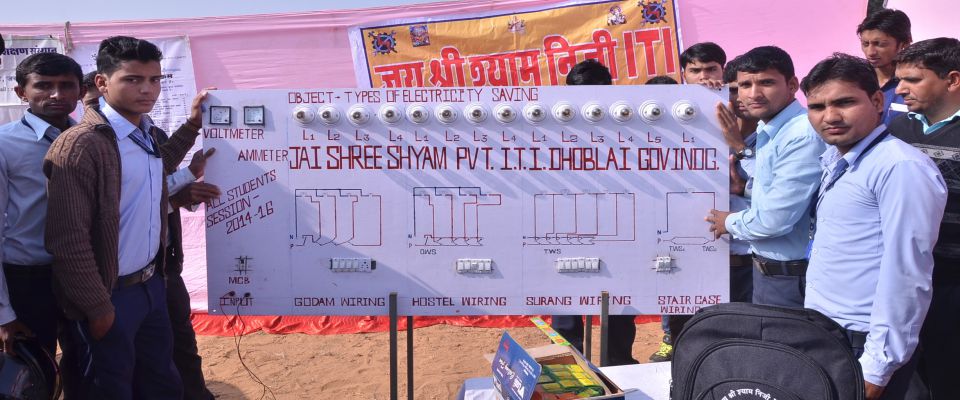 जय श्री श्याम निजी ITI
OBJECT - TYPES OF ELECTRICITY SAVING
VOLTMETER
L1 L2 L3 L4 L1 L2 L3 L4 L1 L2 L3 L4 L5 L1
AMMETER
JAI SHREE SHYAM PVT. I.T.I. DHOBLAI GOVINDG.
ALL STUDENTS
SESSION -
2014-16
N
P
N
P
OWS
N
P
TWS
N
P
TWS1 TWS2
MCB
INPUT
GODAM WIRING
HOSTEL WIRING
SURANG WIRING
STAIR CASE
WIRING
श्री श्याम निजी